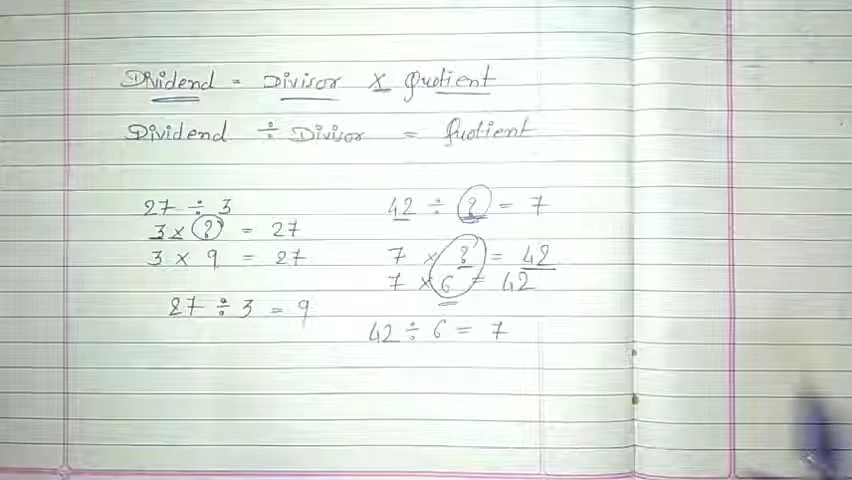 Dividend = Divisor × Quotient
Dividend ÷ Divisor = Quotient
27 ÷ 3
3 × ? = 27
3 × 9 = 27
27 ÷ 3 = 9
42 ÷ ? = 7
7 × ? = 42
7 × 6 = 42
42 ÷ 6 = 7